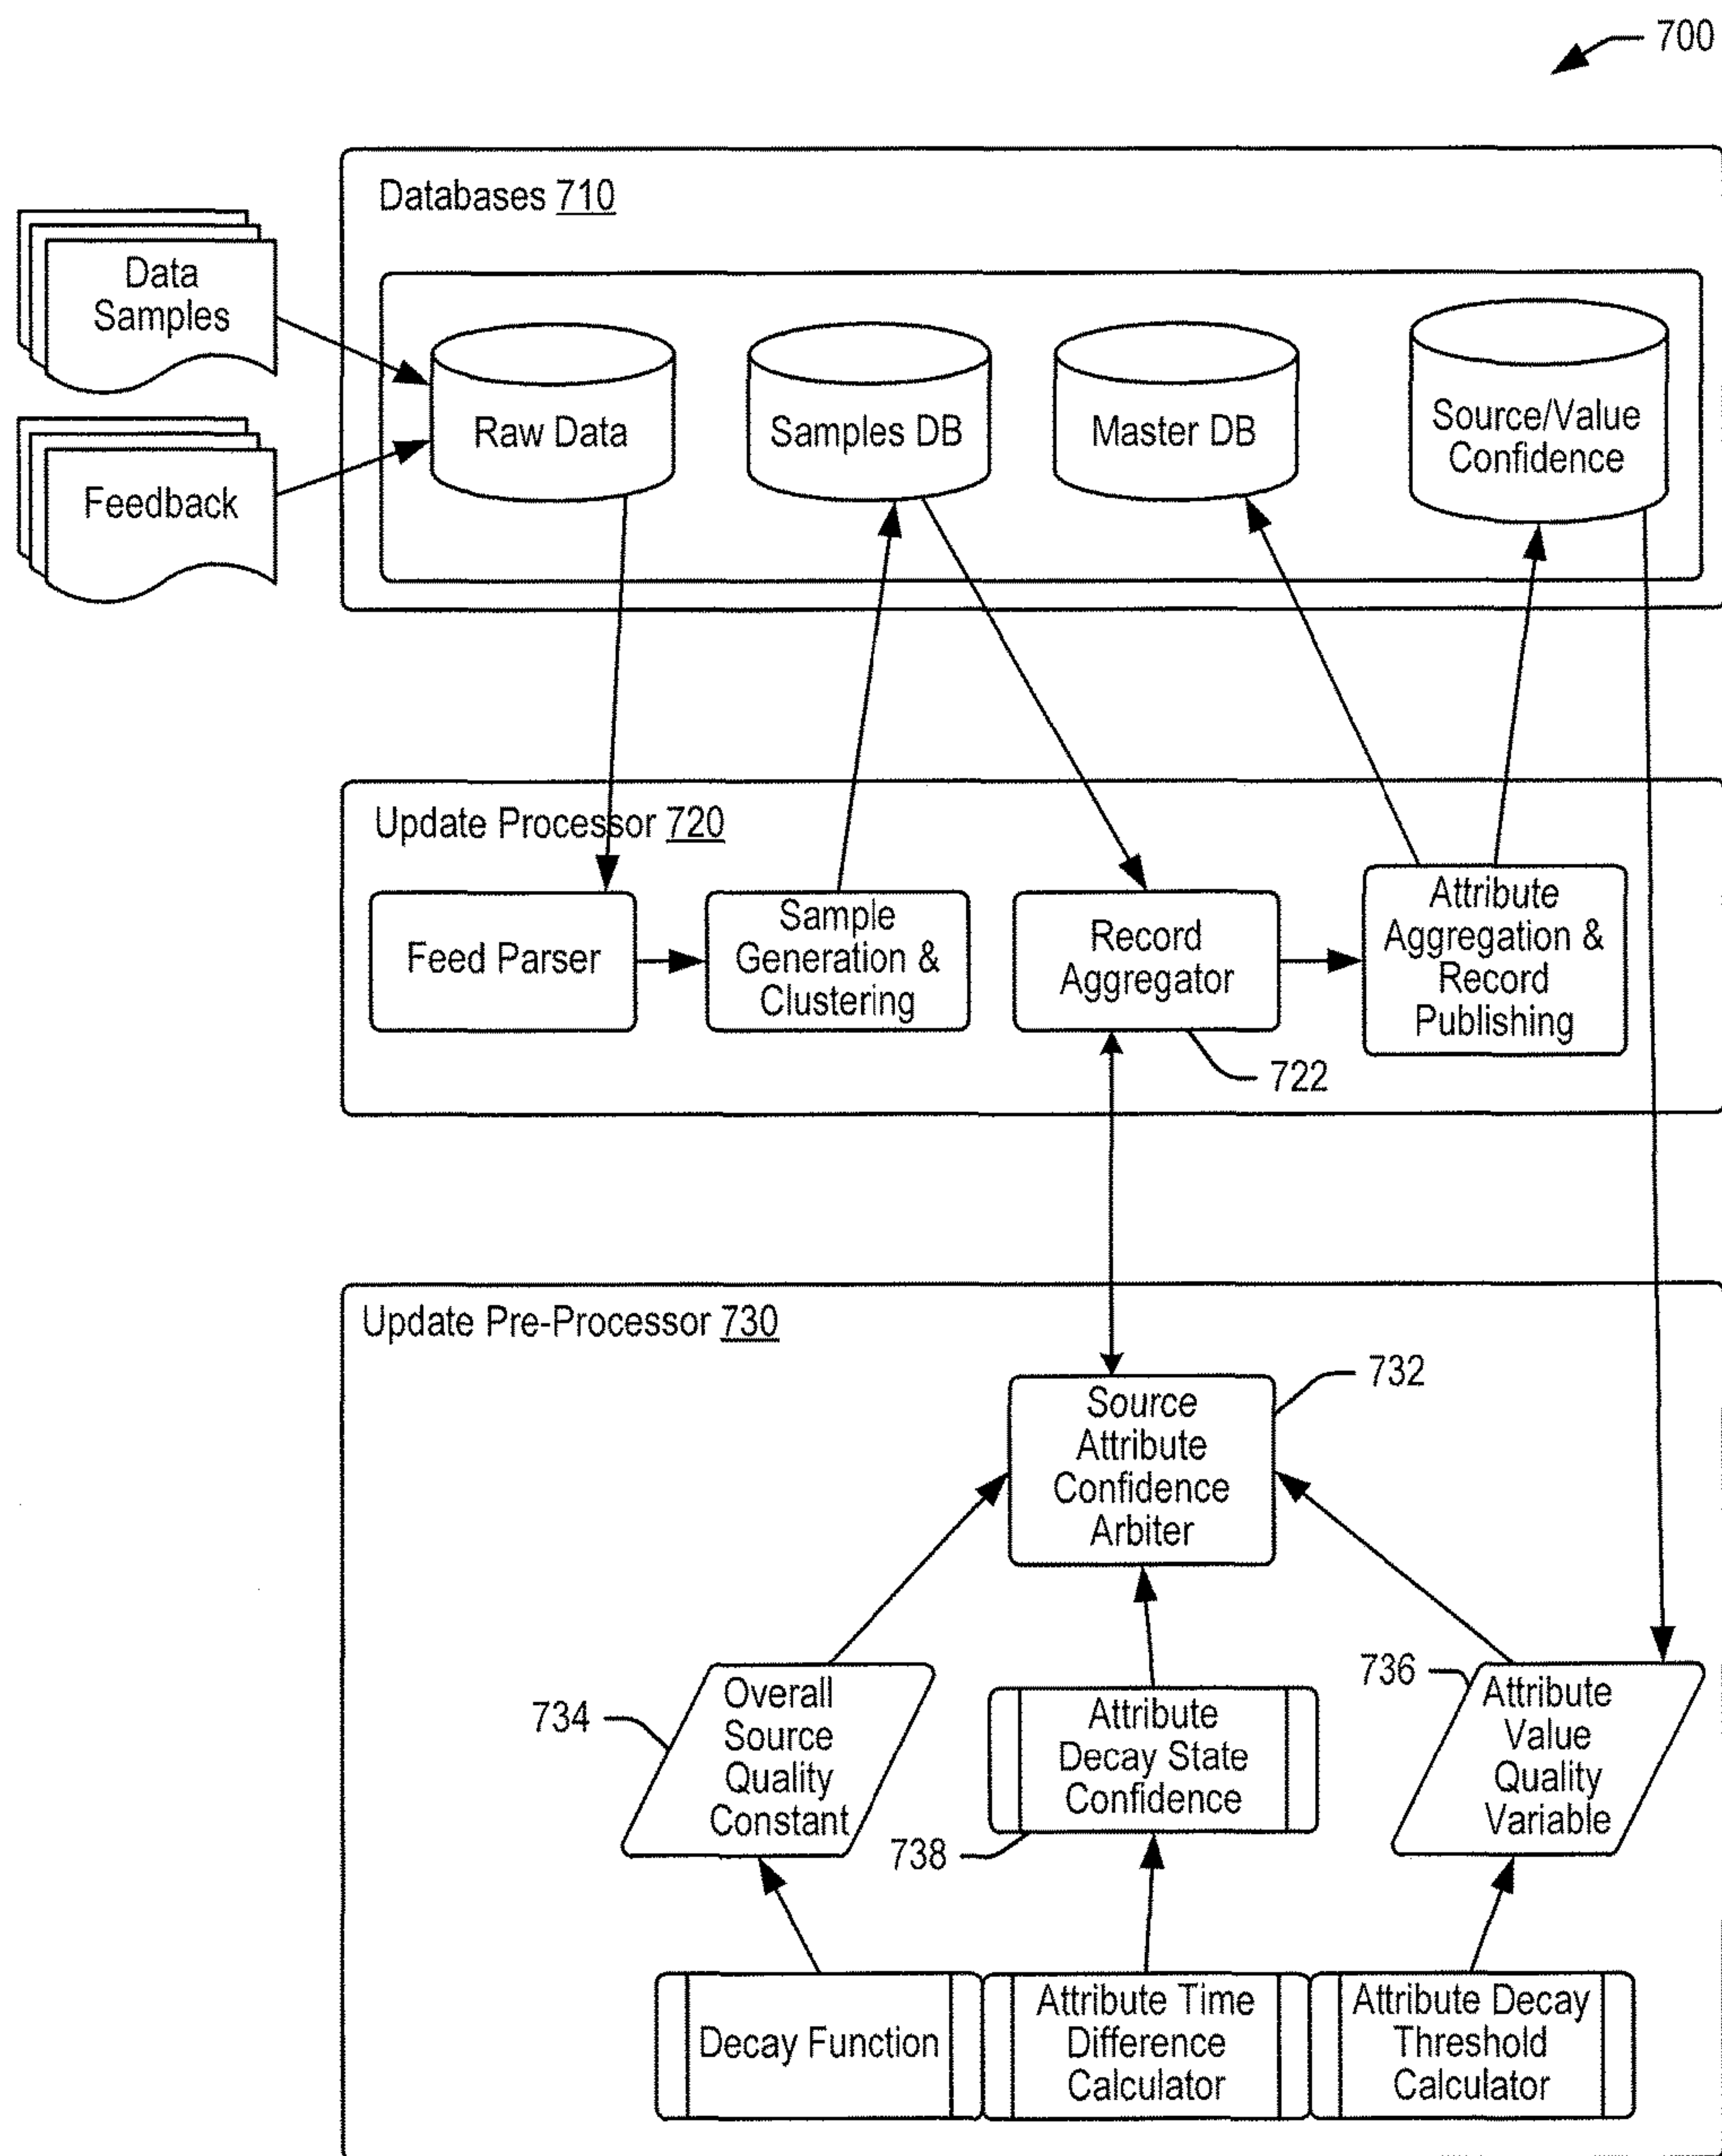 700
Databases 710
Data
Samples
Feedback
Raw Data
Samples DB
Master DB
Source/Value
Confidence
Update Processor 720
Feed Parser
Sample
Generation &
Clustering
Record
Aggregator
Attribute
Aggregation &
Record
Publishing
722
Update Pre-Processor 730
732
Source
Attribute
Confidence
Arbiter
734
Overall
Source
Quality
Constant
Attribute
Decay State
Confidence
738
736
Attribute
Value
Quality
Variable
Decay Function
Attribute Time
Difference
Calculator
Attribute Decay
Threshold
Calculator